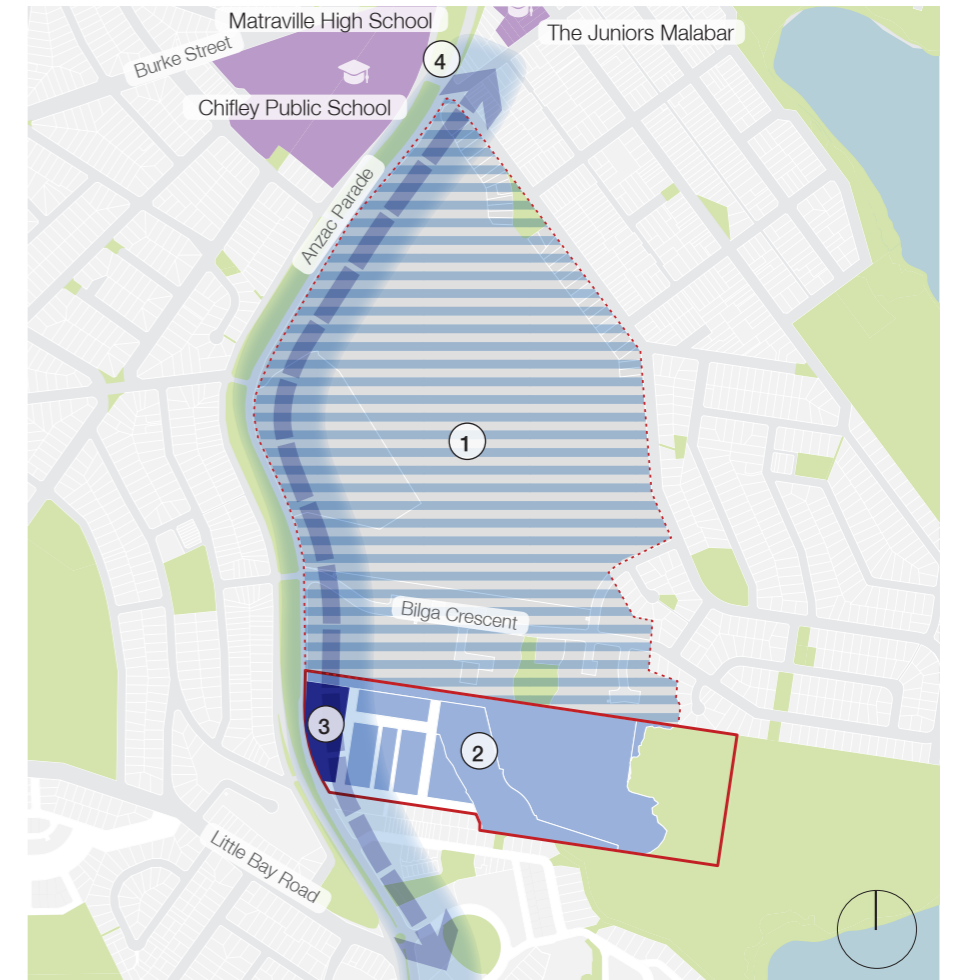 Matraville High School
The Juniors Malabar
Burke Street
4
Chifley Public School
Anzac Parade
1
Bilga Crescent
3
2
Little Bay Road